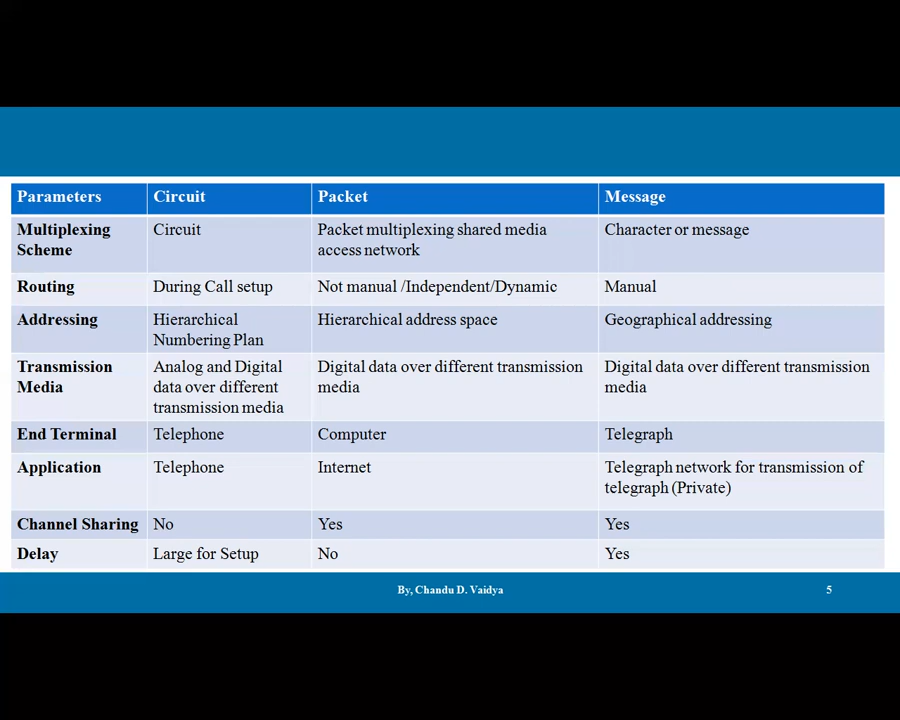 Parameters Circuit Packet Message
Multiplexing Scheme Circuit Packet multiplexing shared media access network Character or message
Routing During Call setup Not manual /Independent/Dynamic Manual
Addressing Hierarchical Numbering Plan Hierarchical address space Geographical addressing
Transmission Media Analog and Digital data over different transmission media Digital data over different transmission media Digital data over different transmission media
End Terminal Telephone Computer Telegraph
Application Telephone Internet Telegraph network for transmission of telegraph (Private)
Channel Sharing No Yes Yes
Delay Large for Setup No Yes
By, Chandu D. Vaidya 5